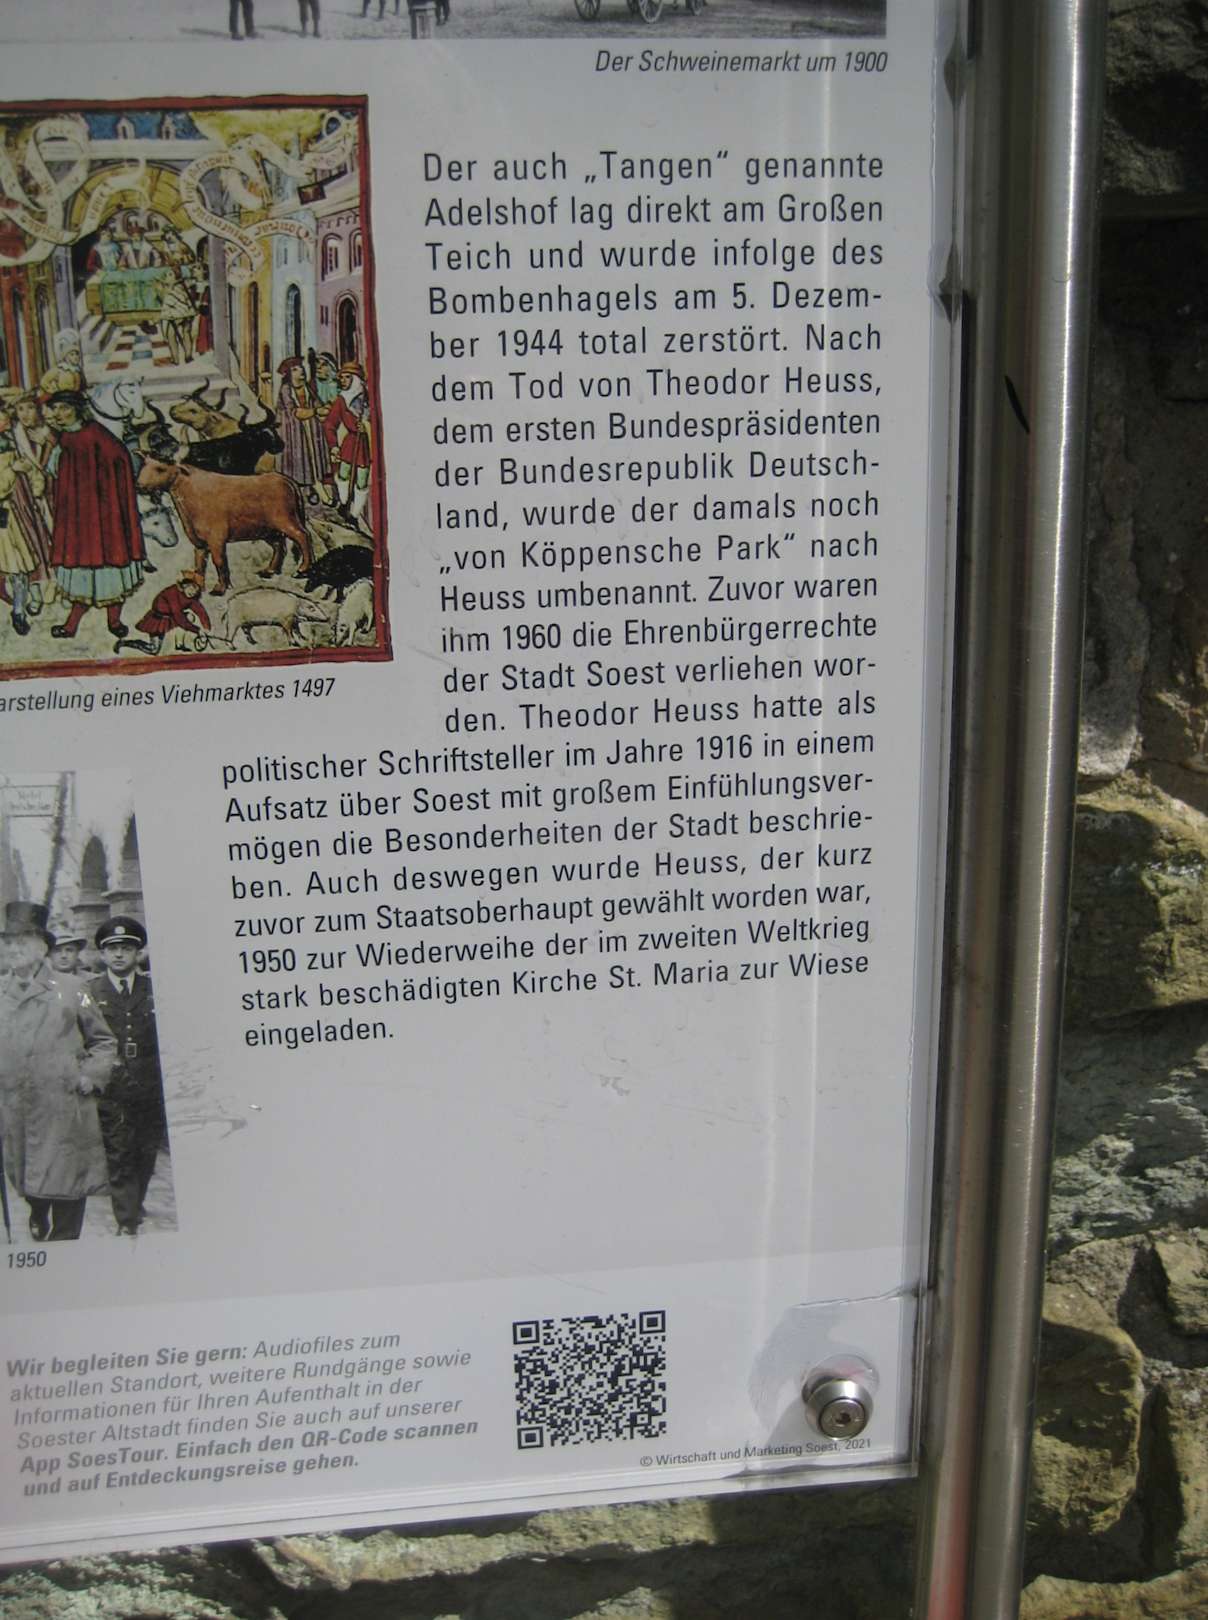 Der Schweinemarkt um 1900
Der auch „Tangen“ genannte
Adelshof lag direkt am Großen
Teich und wurde infolge des
Bombenhagels am 5. Dezem-
ber 1944 total zerstört. Nach
dem Tod von Theodor Heuss,
dem ersten Bundespräsidenten
der Bundesrepublik Deutsch-
land, wurde der damals noch
„von Köppensche Park“ nach
Heuss umbenannt. Zuvor waren
ihm 1960 die Ehrenbürgerrechte
der Stadt Soest verliehen wor-
den. Theodor Heuss hatte als
politischer Schriftsteller im Jahre 1916 in einem
Aufsatz über Soest mit großem Einfühlungsver-
mögen die Besonderheiten der Stadt beschrie-
ben. Auch deswegen wurde Heuss, der kurz
zuvor zum Staatsoberhaupt gewählt worden war,
1950 zur Wiederweihe der im zweiten Weltkrieg
stark beschädigten Kirche St. Maria zur Wiese
eingeladen.
arstellung eines Viehmarktes 1497
1950
Wir begleiten Sie gern: Audiofiles zum
aktuellen Standort, weitere Rundgänge sowie
Informationen für Ihren Aufenthalt in der
Soester Altstadt finden Sie auch auf unserer
App SoesTour. Einfach den QR-Code scannen
und auf Entdeckungsreise gehen.
© Wirtschaft und Marketing Soest, 2021